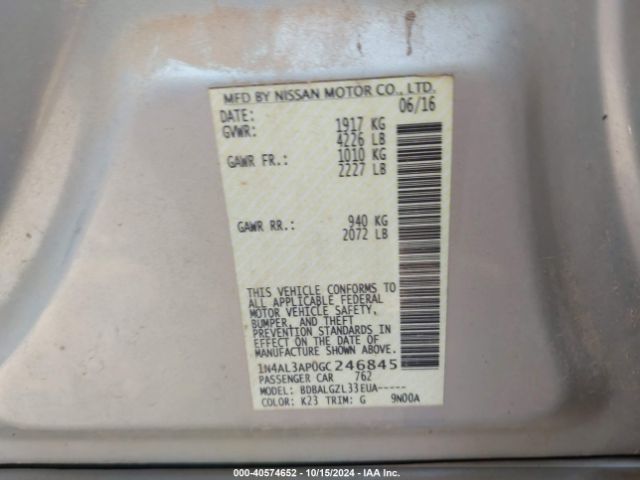 MFD BY NISSAN MOTOR CO., LTD.
DATE: 06/16
GVWR: 1917 KG
4226 LB
GAWR FR.: 1010 KG
2227 LB
GAWR RR.: 940 KG
2072 LB
THIS VEHICLE CONFORMS TO
ALL APPLICABLE FEDERAL
MOTOR VEHICLE SAFETY,
BUMPER, AND THEFT
PREVENTION STANDARDS IN
EFFECT ON THE DATE OF
MANUFACTURE SHOWN ABOVE.
1N4AL3AP0GC246845
PASSENGER CAR 762
MODEL: BDBALGZL33EUA-----
COLOR: K23 TRIM: G 9N00A
000-40574652 - 10/15/2024 - IAA Inc.